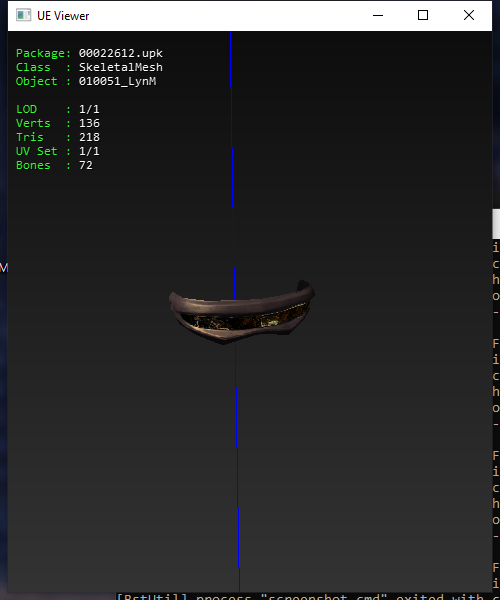 UE Viewer
Package: 00022612.upk
Class : SkeletalMesh
Object : 010051_LynM
LOD : 1/1
Verts : 136
Tris : 218
UV Set : 1/1
Bones : 72
M
i
c
h
o
-
F
i
c
h
o
-
F
i
c
h
o
-
F
i
[BstUtil] process "screenshot.cmd" exited with c